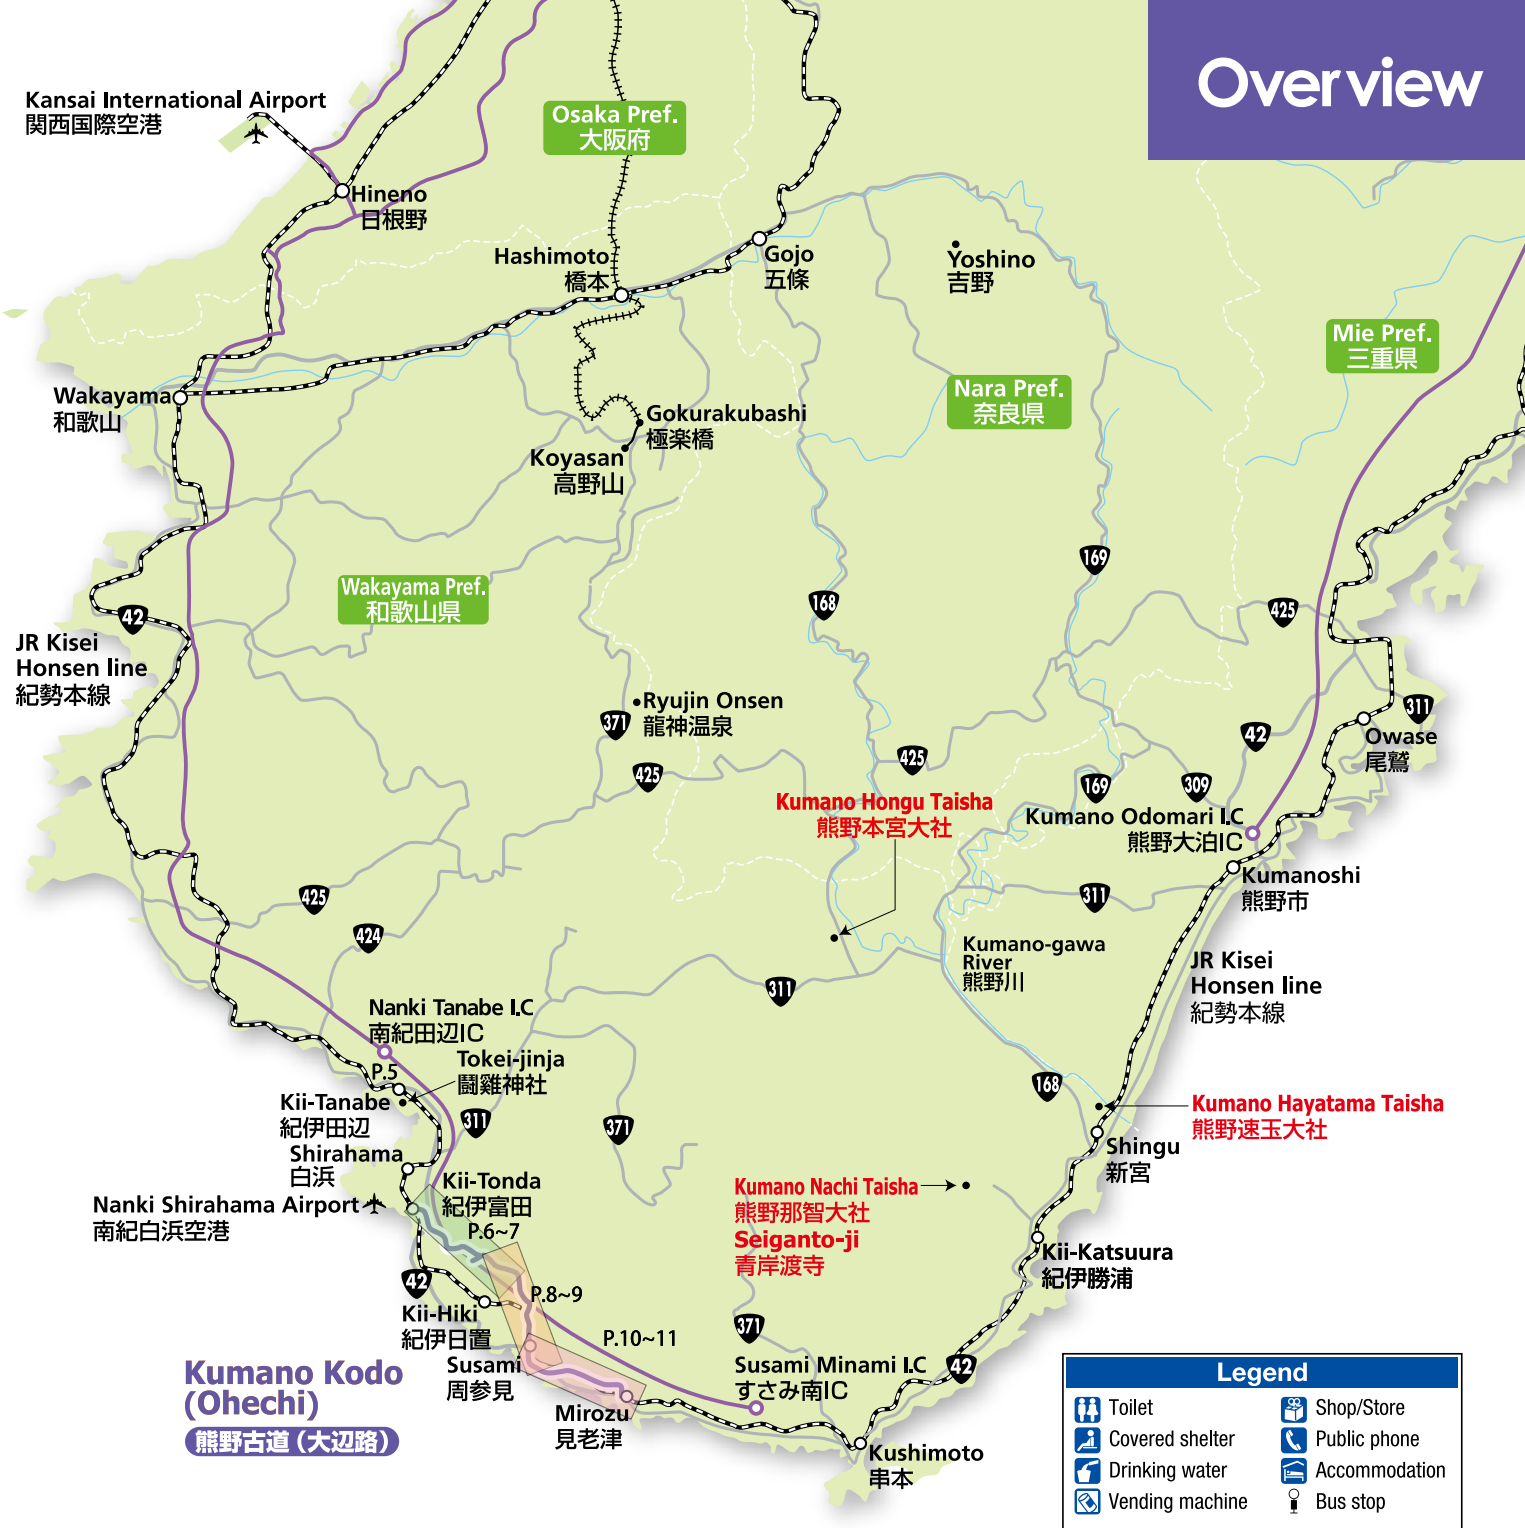 Overview
Kansai International Airport
関西国際空港
Osaka Pref.
大阪府
Hineno
日根野
Hashimoto
橋本
Gojo
五條
Yoshino
吉野
Mie Pref.
三重県
Nara Pref.
奈良県
Wakayama
和歌山
Gokurakubashi
極楽橋
Koyasan
高野山
169
168
425
Wakayama Pref.
和歌山県
42
JR Kisei
Honsen line
紀勢本線
Ryujin Onsen
龍神温泉
371
425
425
311
42
Owase
尾鷲
169
309
Kumano Hongu Taisha
熊野本宮大社
Kumano Odomari I.C
熊野大泊IC
Kumanoshi
熊野市
425
424
311
Kumano-gawa
River
熊野川
JR Kisei
Honsen line
紀勢本線
311
Nanki Tanabe I.C
南紀田辺IC
Tokei-jinja
闘雞神社
P.5
Kii-Tanabe
紀伊田辺
311
371
168
Kumano Hayatama Taisha
熊野速玉大社
Shingu
新宮
Shirahama
白浜
Kii-Tonda
紀伊富田
Nanki Shirahama Airport
南紀白浜空港
P.6~7
Kumano Nachi Taisha
熊野那智大社
Seiganto-ji
青岸渡寺
Kii-Katsuura
紀伊勝浦
42
P.8~9
Kii-Hiki
紀伊日置
P.10~11
371
Susami
周参見
Susami Minami I.C
すさみ南IC
42
Kumano Kodo
(Ohechi)
熊野古道（大辺路）
Mirozu
見老津
Kushimoto
串本
Legend
Toilet
Shop/Store
Covered shelter
Public phone
Drinking water
Accommodation
Vending machine
Bus stop